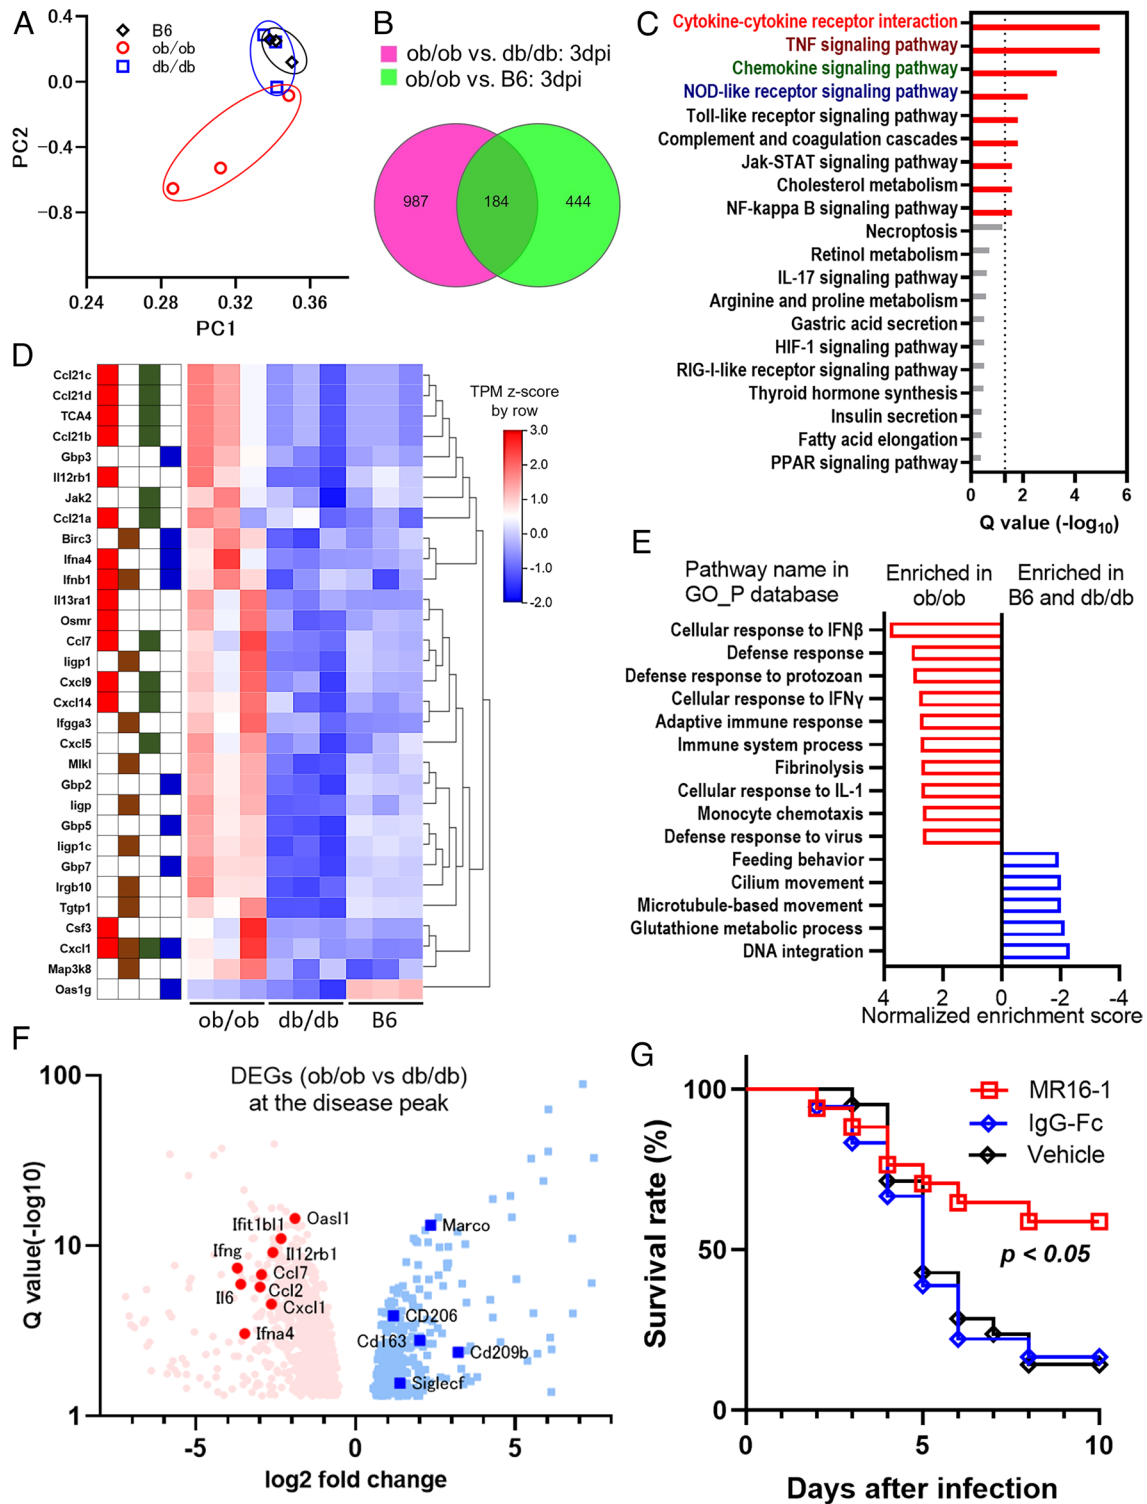 A
0.4
0.0
−0.4
−0.8
PC2
B6
ob/ob
db/db
0.24
0.28
0.32
0.36
PC1
B
ob/ob vs. db/db: 3dpi
ob/ob vs. B6: 3dpi
987
184
444
C
Cytokine-cytokine receptor interaction
TNF signaling pathway
Chemokine signaling pathway
NOD-like receptor signaling pathway
Toll-like receptor signaling pathway
Complement and coagulation cascades
Jak-STAT signaling pathway
Cholesterol metabolism
NF-kappa B signaling pathway
Necroptosis
Retinol metabolism
IL-17 signaling pathway
Arginine and proline metabolism
Gastric acid secretion
HIF-1 signaling pathway
RIG-I-like receptor signaling pathway
Thyroid hormone synthesis
Insulin secretion
Fatty acid elongation
PPAR signaling pathway
0
2
4
6
Q value (-log10)
D
Ccl21c
Ccl21d
TCA4
Ccl21b
Gbp3
Il12rb1
Jak2
Ccl21a
Birc3
Ifna4
Ifnb1
Il13ra1
Osmr
Ccl7
Iigp1
Cxcl9
Cxcl14
Ifgga3
Cxcl5
Mlkl
Gbp2
Iigp
Gbp5
Iigp1c
Gbp7
Irgb10
Tgtp1
Csf3
Cxcl1
Map3k8
Oas1g
ob/ob
db/db
B6
TPM z-score
by row
3.0
2.0
1.0
0.0
-1.0
-2.0
E
Pathway name in
GO_P database
Enriched in
ob/ob
Enriched in
B6 and db/db
Cellular response to IFNβ
Defense response
Defense response to protozoan
Cellular response to IFNγ
Adaptive immune response
Immune system process
Fibrinolysis
Cellular response to IL-1
Monocyte chemotaxis
Defense response to virus
Feeding behavior
Cilium movement
Microtubule-based movement
Glutathione metabolic process
DNA integration
4
2
0
-2
-4
Normalized enrichment score
F
DEGs (ob/ob vs db/db)
at the disease peak
100
10
1
Q value(-log10)
Oasl1
Ifit1bl1
Il12rb1
Ifng
Ccl7
Il6
Ccl2
Cxcl1
Ifna4
Marco
CD206
Cd163
Cd209b
Siglecf
-5
0
5
log2 fold change
G
100
50
0
Survival rate (%)
MR16-1
IgG-Fc
Vehicle
p < 0.05
0
5
10
Days after infection